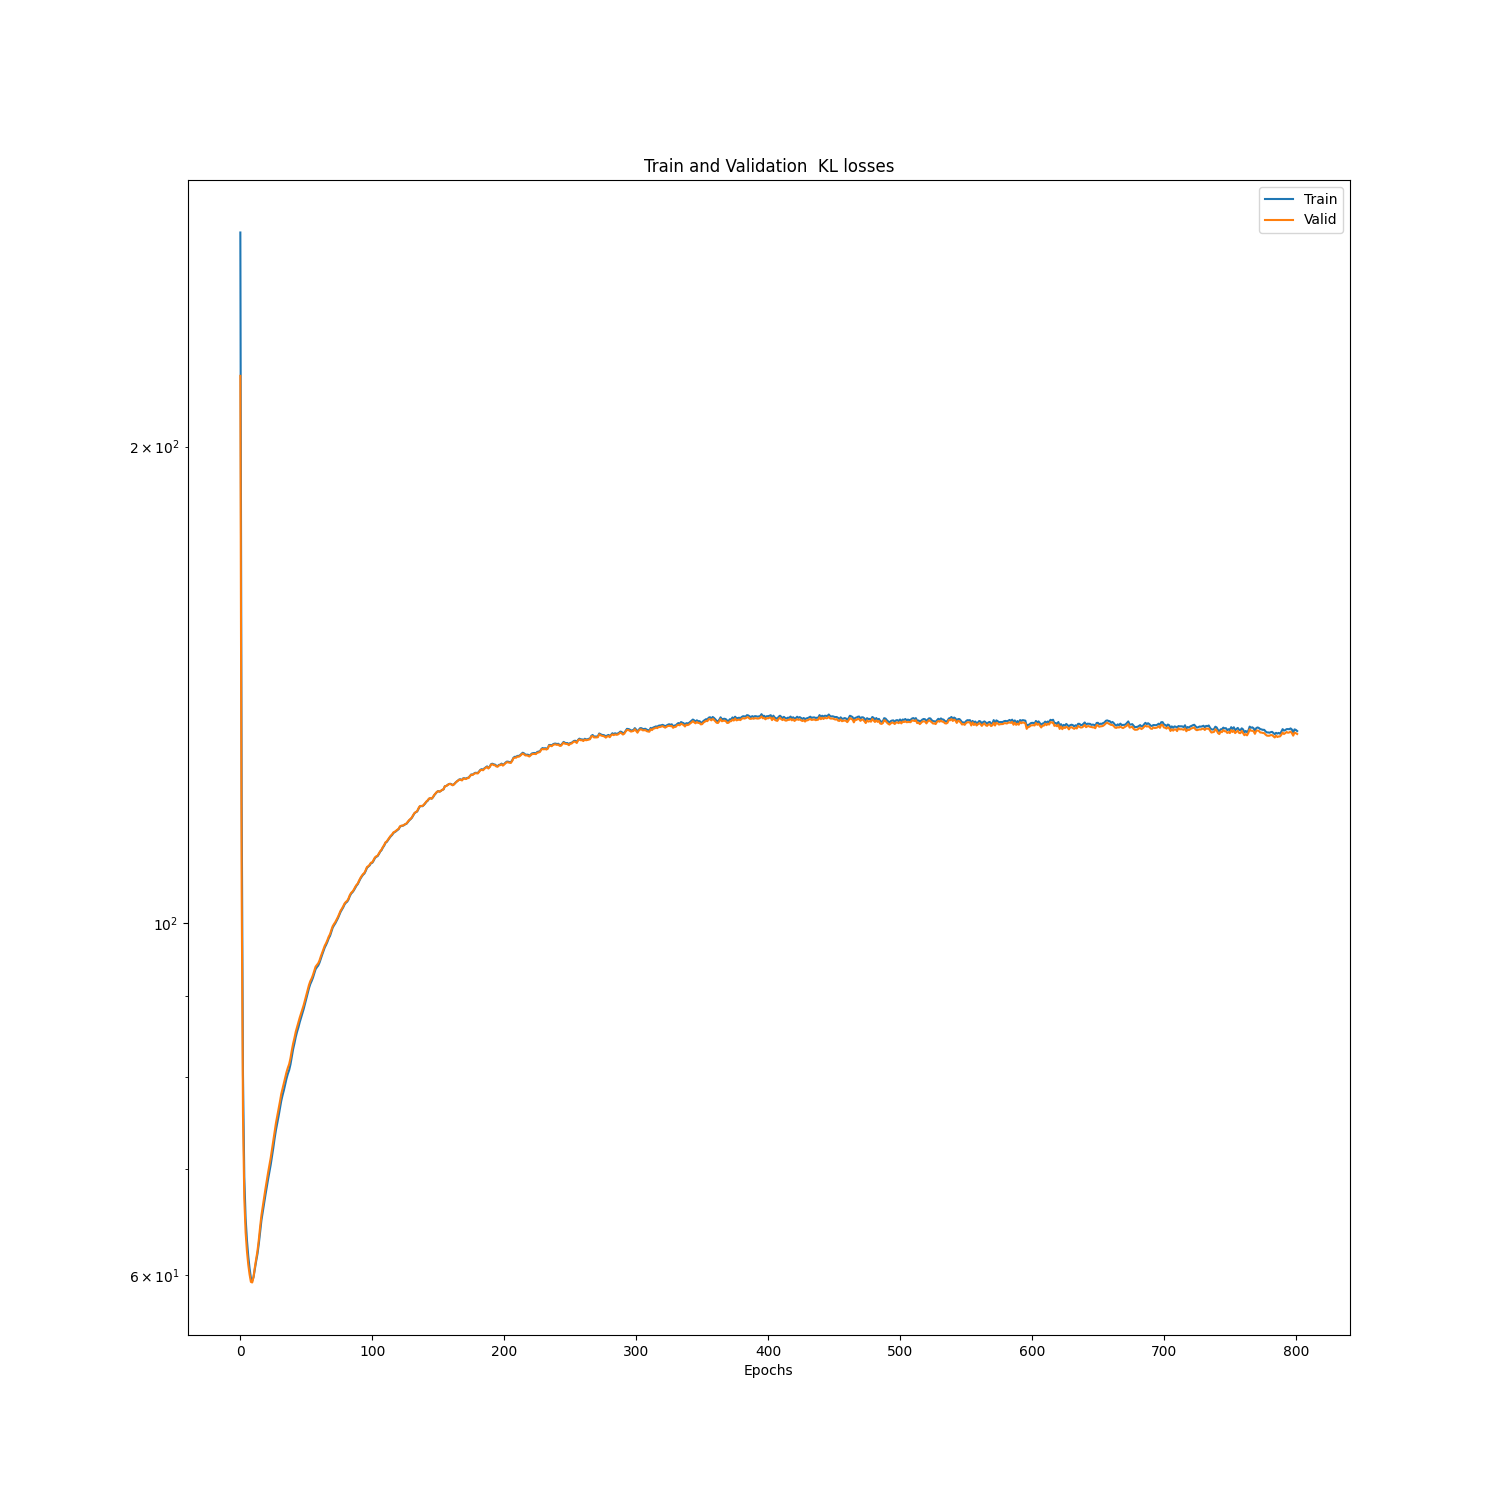 Train and Validation  KL losses
Train
Valid
2 × 10²
10²
6 × 10¹
0 100 200 300 400 500 600 700 800
Epochs